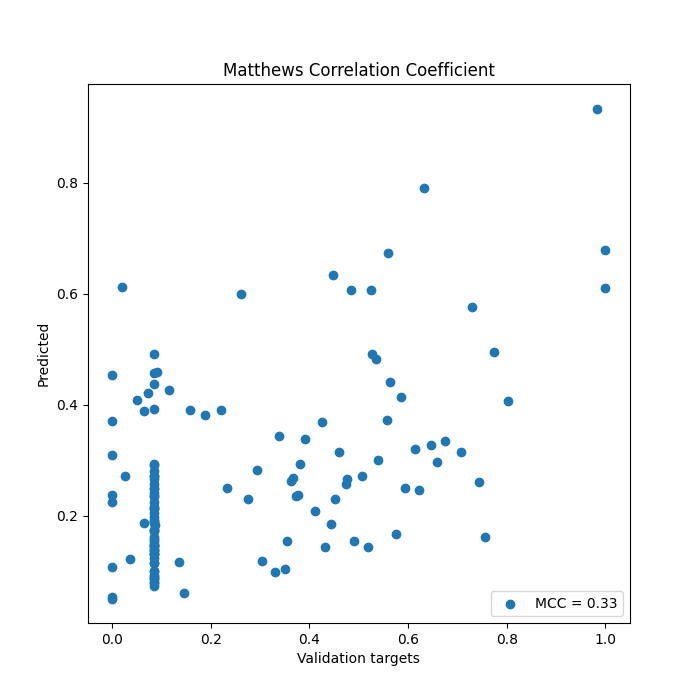 Matthews Correlation Coefficient
Predicted
0.8
0.6
0.4
0.2
MCC = 0.33
0.0 0.2 0.4 0.6 0.8 1.0
Validation targets